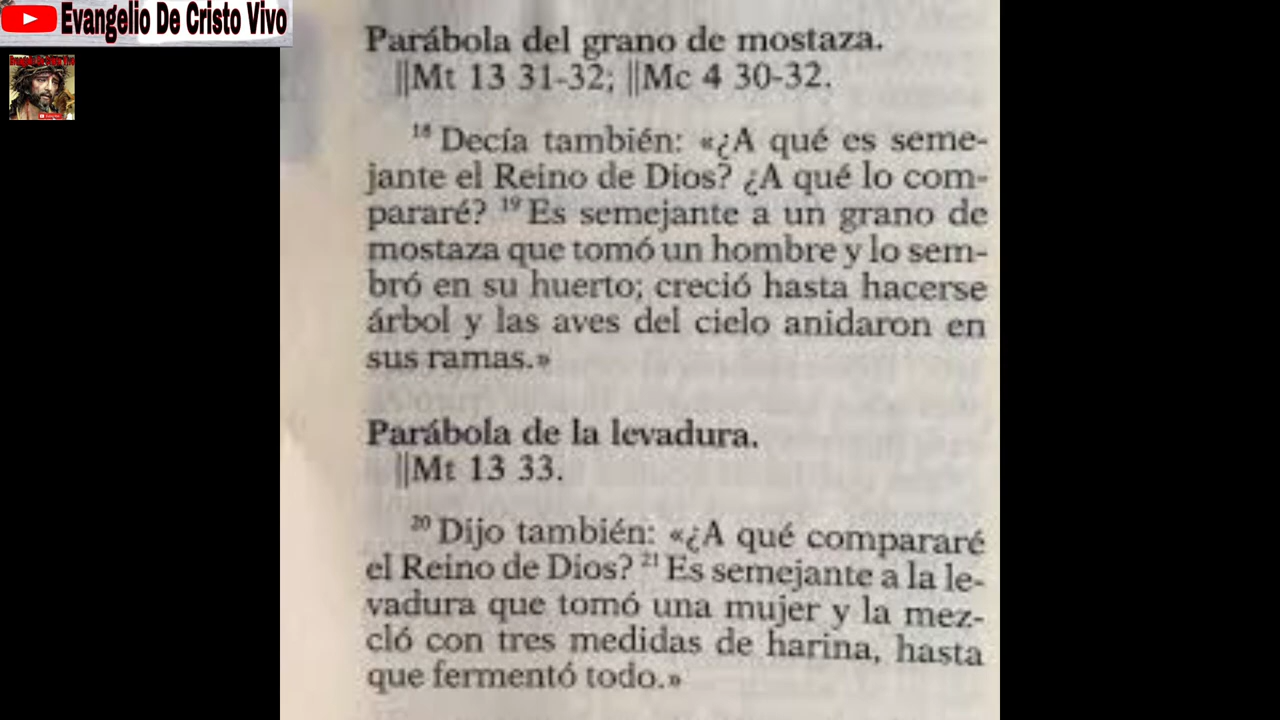 Evangelio De Cristo Vivo
Parábola del grano de mostaza.
||Mt 13 31-32; ||Mc 4 30-32.
18 Decía también: «¿A qué es seme-
jante el Reino de Dios? ¿A qué lo com-
pararé? 19 Es semejante a un grano de
mostaza que tomó un hombre y lo sem-
bró en su huerto; creció hasta hacerse
árbol y las aves del cielo anidaron en
sus ramas.»
Parábola de la levadura.
||Mt 13 33.
20 Dijo también: «¿A qué compararé
el Reino de Dios? 21 Es semejante a la le-
vadura que tomó una mujer y la mez-
cló con tres medidas de harina, hasta
que fermentó todo.»